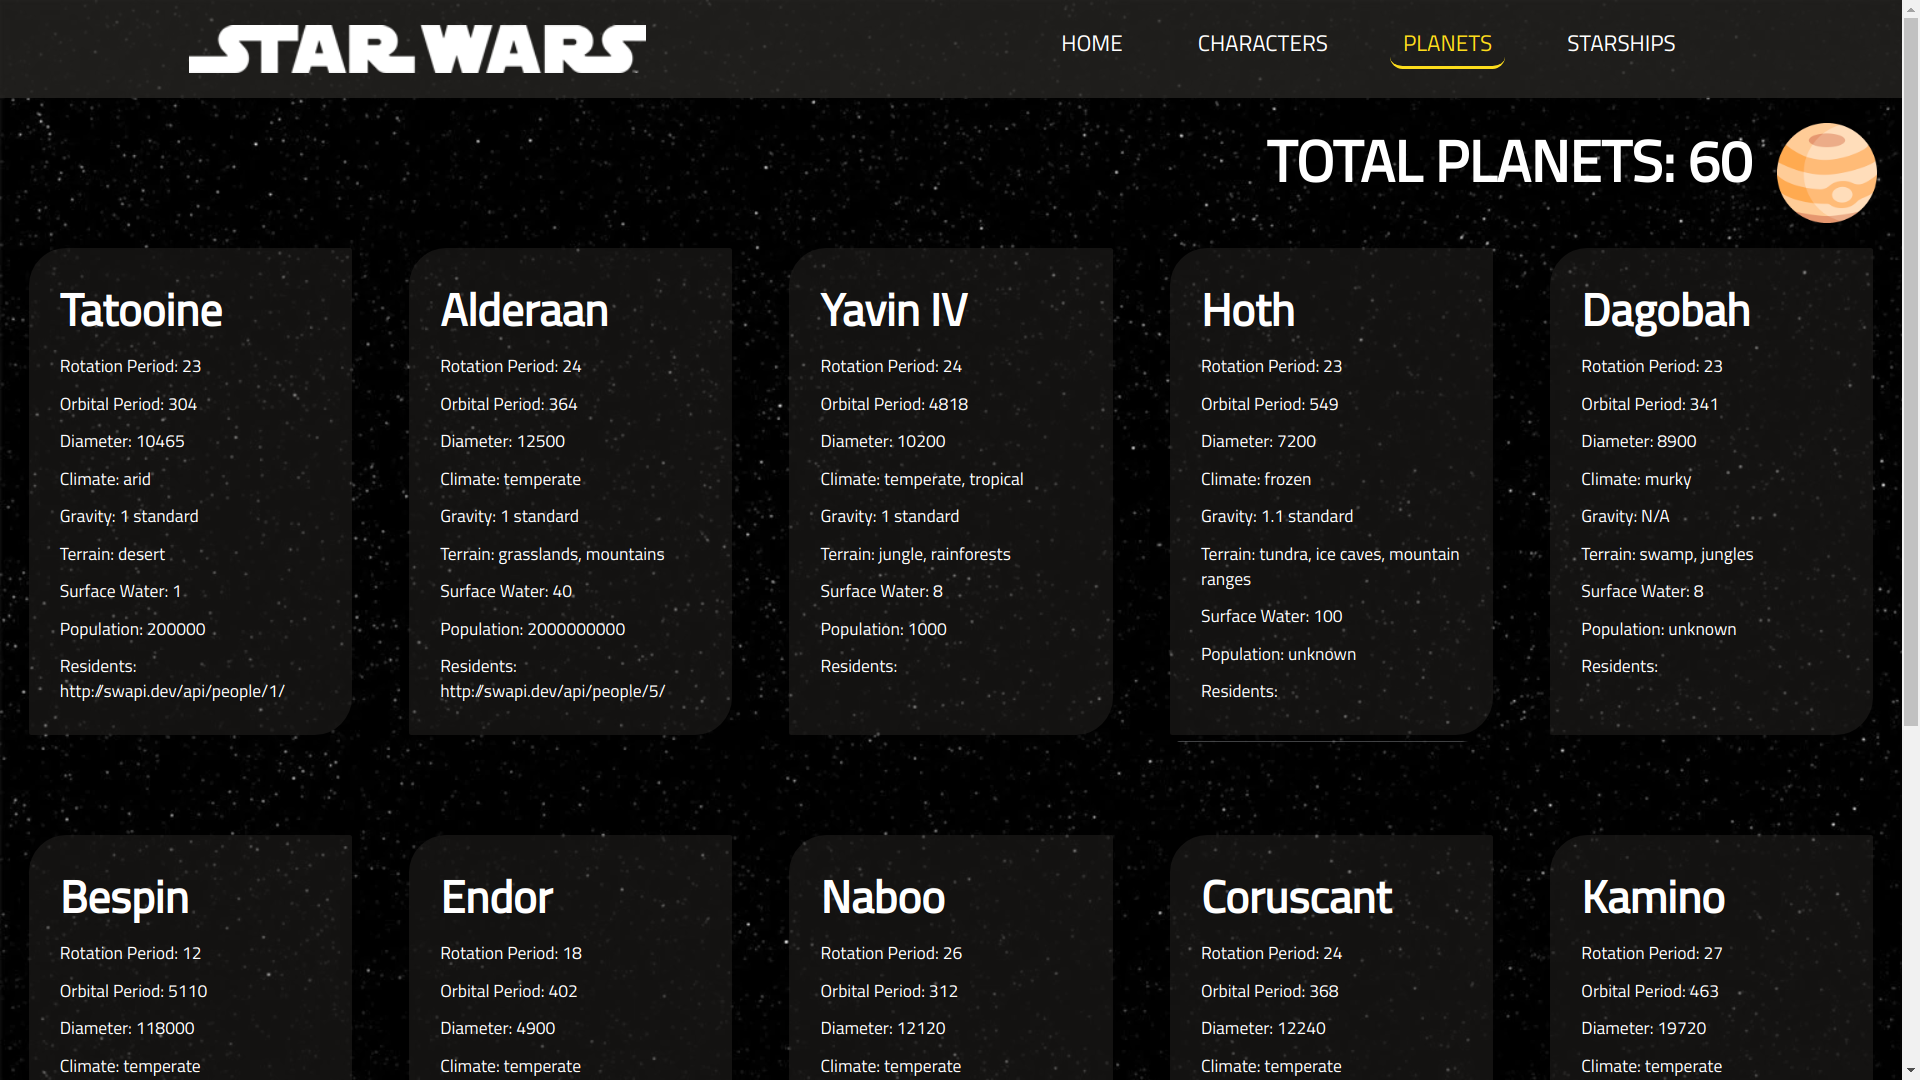 STAR WARS
HOME
CHARACTERS
PLANETS
STARSHIPS
TOTAL PLANETS: 60
Tatooine
Rotation Period: 23
Orbital Period: 304
Diameter: 10465
Climate: arid
Gravity: 1 standard
Terrain: desert
Surface Water: 1
Population: 200000
Residents:
http://swapi.dev/api/people/1/
Alderaan
Rotation Period: 24
Orbital Period: 364
Diameter: 12500
Climate: temperate
Gravity: 1 standard
Terrain: grasslands, mountains
Surface Water: 40
Population: 2000000000
Residents:
http://swapi.dev/api/people/5/
Yavin IV
Rotation Period: 24
Orbital Period: 4818
Diameter: 10200
Climate: temperate, tropical
Gravity: 1 standard
Terrain: jungle, rainforests
Surface Water: 8
Population: 1000
Residents:
Hoth
Rotation Period: 23
Orbital Period: 549
Diameter: 7200
Climate: frozen
Gravity: 1.1 standard
Terrain: tundra, ice caves, mountain
ranges
Surface Water: 100
Population: unknown
Residents:
Dagobah
Rotation Period: 23
Orbital Period: 341
Diameter: 8900
Climate: murky
Gravity: N/A
Terrain: swamp, jungles
Surface Water: 8
Population: unknown
Residents:
Bespin
Rotation Period: 12
Orbital Period: 5110
Diameter: 118000
Climate: temperate
Endor
Rotation Period: 18
Orbital Period: 402
Diameter: 4900
Climate: temperate
Naboo
Rotation Period: 26
Orbital Period: 312
Diameter: 12120
Climate: temperate
Coruscant
Rotation Period: 24
Orbital Period: 368
Diameter: 12240
Climate: temperate
Kamino
Rotation Period: 27
Orbital Period: 463
Diameter: 19720
Climate: temperate